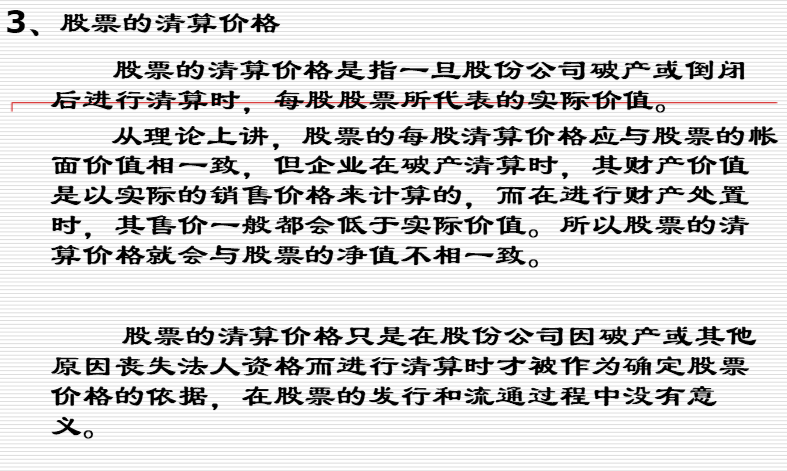 3、股票的清算价格
股票的清算价格是指一旦股份公司破产或倒闭
后进行清算时，每股股票所代表的实际价值。
从理论上讲，股票的每股清算价格应与股票的帐
面价值相一致，但企业在破产清算时，其财产价值
是以实际的销售价格来计算的，而在进行财产处置
时，其售价一般都会低于实际价值。所以股票的清
算价格就会与股票的净值不相一致。
股票的清算价格只是在股份公司因破产或其他
原因丧失法人资格而进行清算时才被作为确定股票
价格的依据，在股票的发行和流通过程中没有意
义。